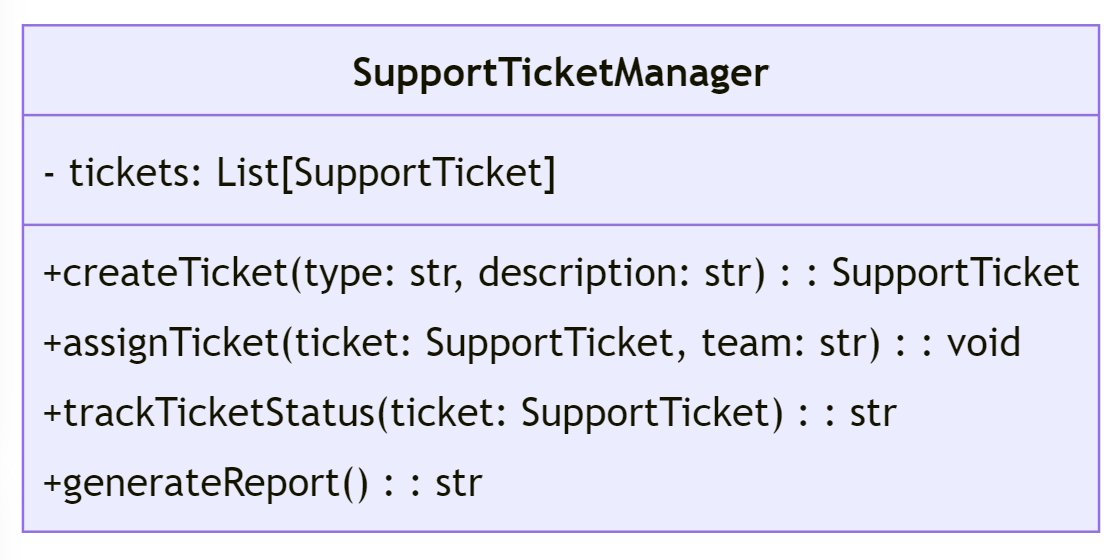 SupportTicketManager
- tickets: List[SupportTicket]
+createTicket(type: str, description: str) : : SupportTicket
+assignTicket(ticket: SupportTicket, team: str) : : void
+trackTicketStatus(ticket: SupportTicket) : : str
+generateReport() : : str